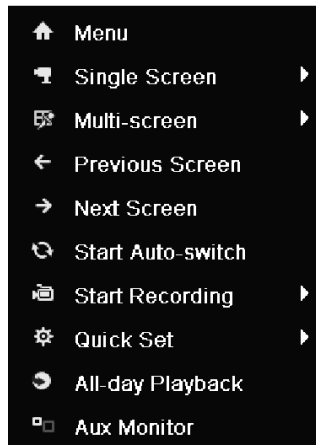 Menu
Single Screen
Multi-screen
Previous Screen
Next Screen
Start Auto-switch
Start Recording
Quick Set
All-day Playback
Aux Monitor